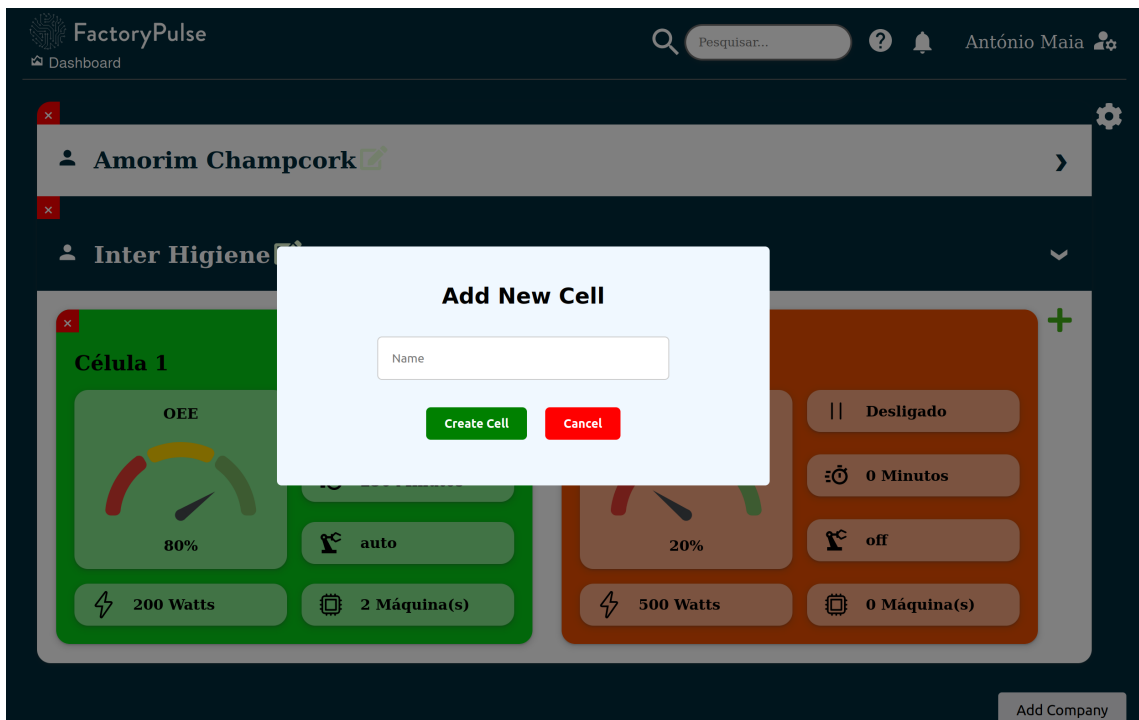 FactoryPulse
Dashboard
Pesquisar...
António Maia
Amorim Champcork
Inter Higiene
Add New Cell
Name
Create Cell
Cancel
Célula 1
OEE
80%
auto
200 Watts
2 Máquina(s)
20%
Desligado
0 Minutos
off
500 Watts
0 Máquina(s)
Add Company